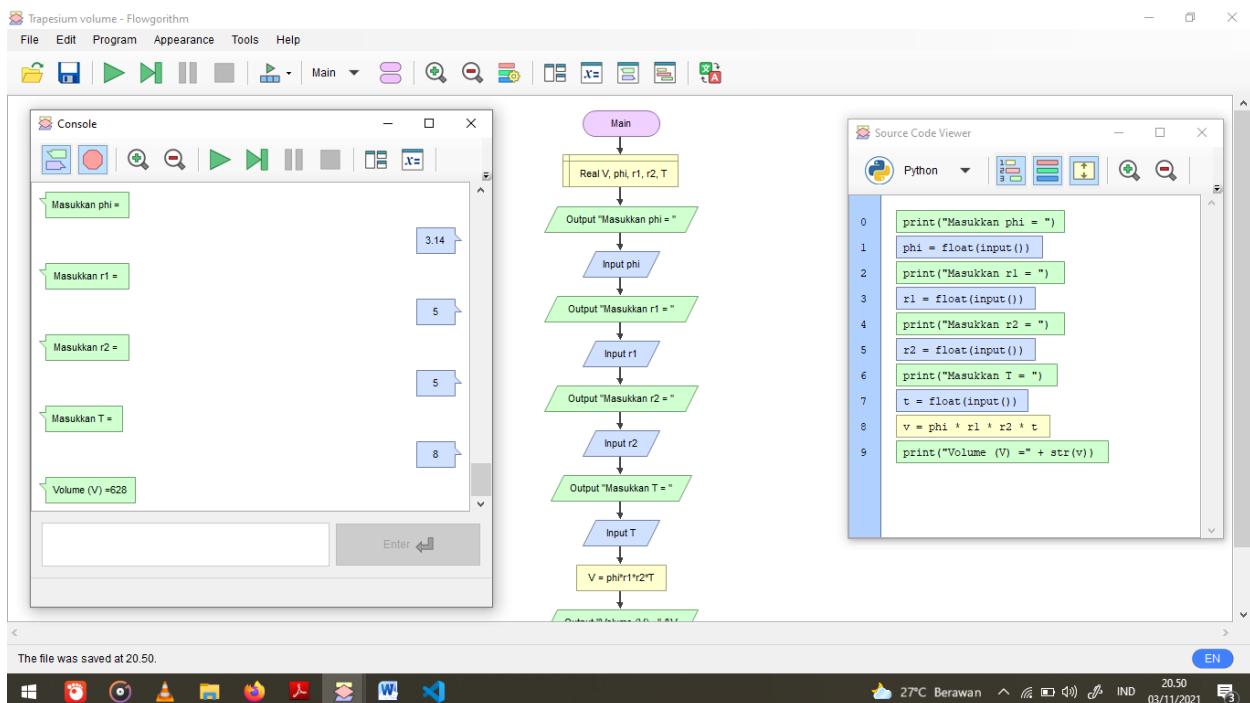 Trapesium volume - Flowgorithm
File Edit Program Appearance Tools Help
Main
Console
Masukkan phi =
3.14
Masukkan r1 =
5
Masukkan r2 =
5
Masukkan T =
8
Volume (V) =628
Enter
Main
Real V, phi, r1, r2, T
Output "Masukkan phi = "
Input phi
Output "Masukkan r1 = "
Input r1
Output "Masukkan r2 = "
Input r2
Output "Masukkan T = "
Input T
V = phi*r1*r2*T
Source Code Viewer
Python
0 print("Masukkan phi = ")
1 phi = float(input())
2 print("Masukkan r1 = ")
3 r1 = float(input())
4 print("Masukkan r2 = ")
5 r2 = float(input())
6 print("Masukkan T = ")
7 t = float(input())
8 v = phi * r1 * r2 * t
9 print("Volume (V) =" + str(v))
The file was saved at 20.50.
EN
27°C Berawan
IND
20.50
03/11/2021
3